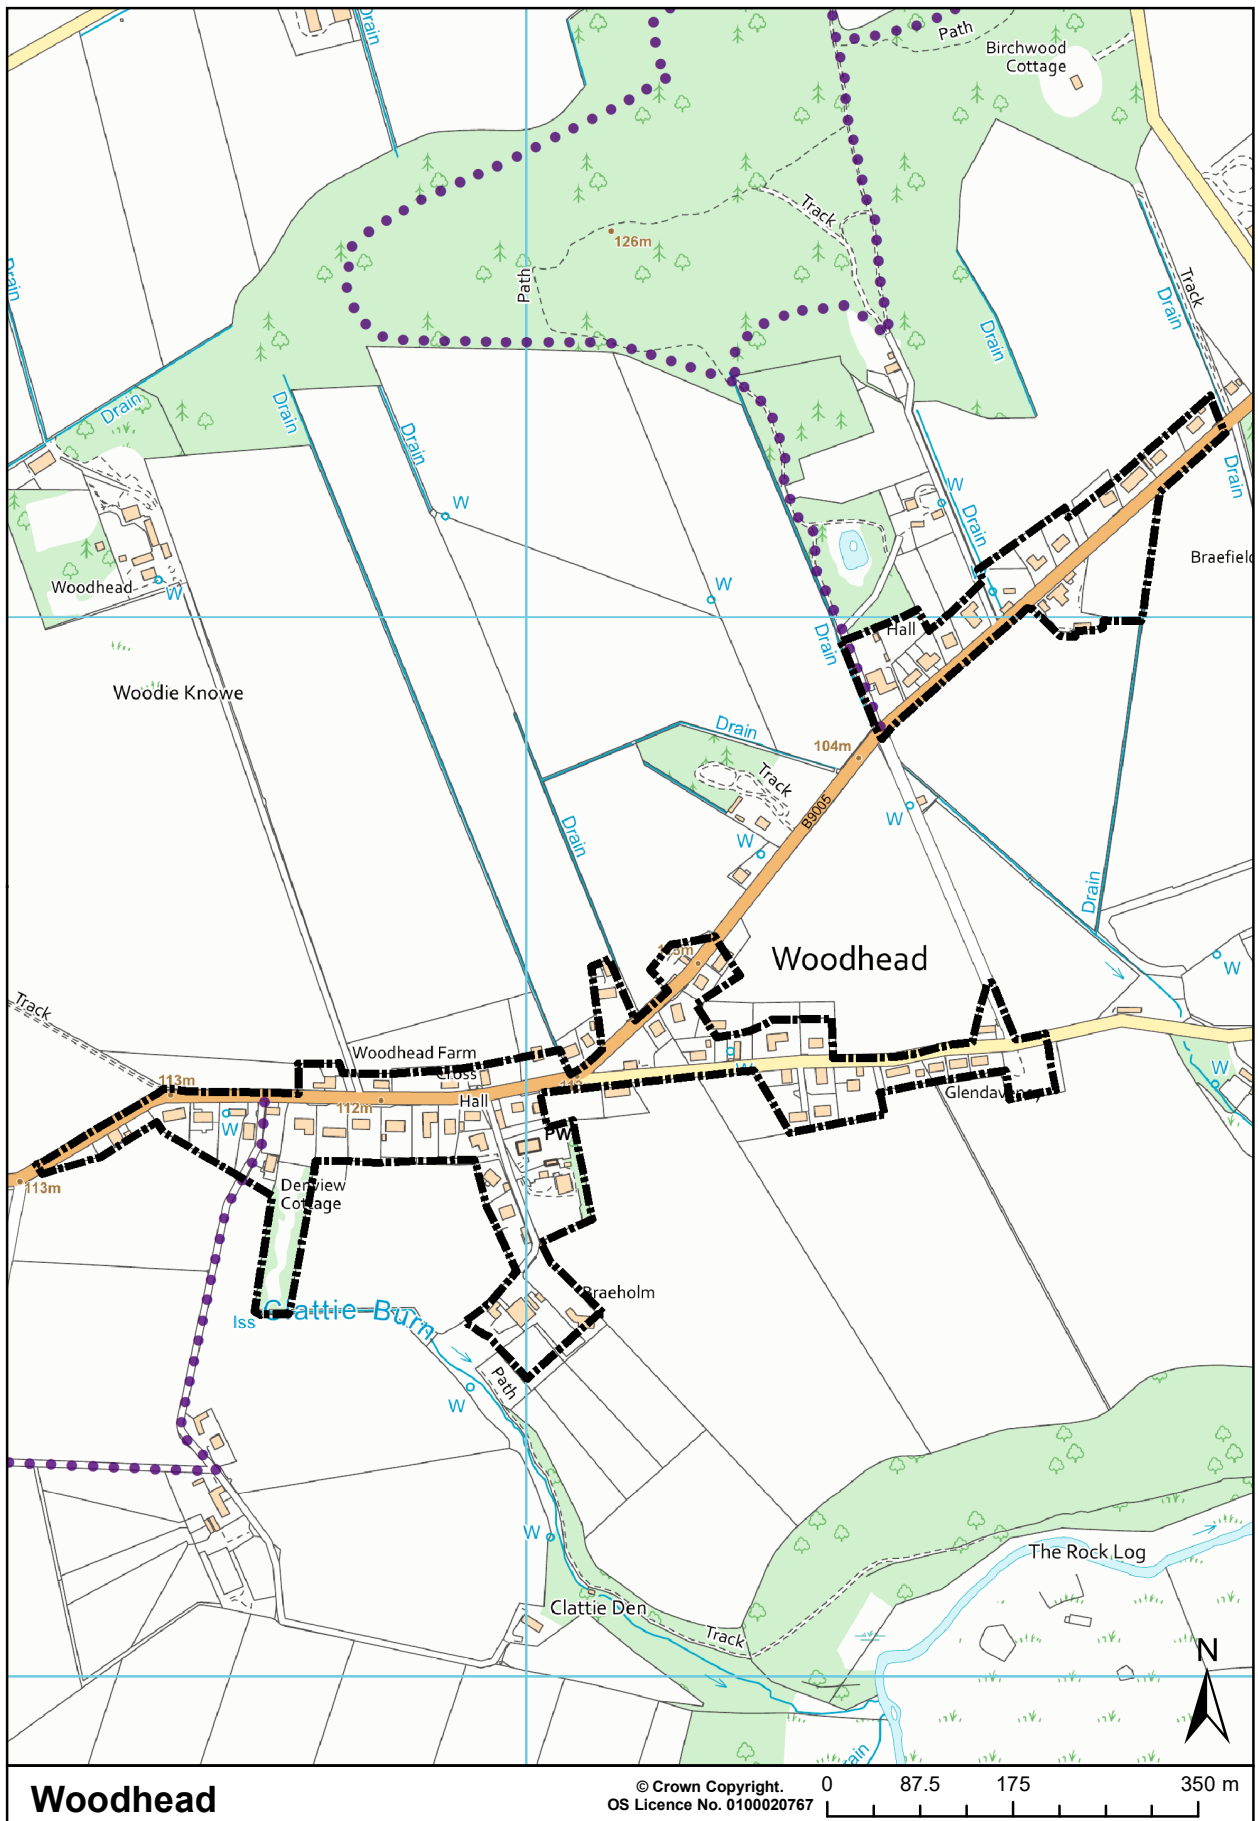 Drain
Path
Birchwood
Cottage
Track
126m
Drain
Path
Track
Drain
Drain
Drain
Drain
Drain
W
W
Drain
Drain
Woodhead
W
W
Braefield
Hall
Drain
Woodie Knowe
Drain
104m
Track
B9005
W
Drain
W
Drain
Woodhead
W
Track
Woodhead Farm
Cross
113m
W
W
112m
Hall
Glendaveny
W
PW
113m
Denview
Cottage
Braeholm
Iss
Clattie Burn
Path
W
W
The Rock Log
Clattie Den
Track
N
Woodhead
© Crown Copyright.
OS Licence No. 0100020767
0 87.5 175 350 m